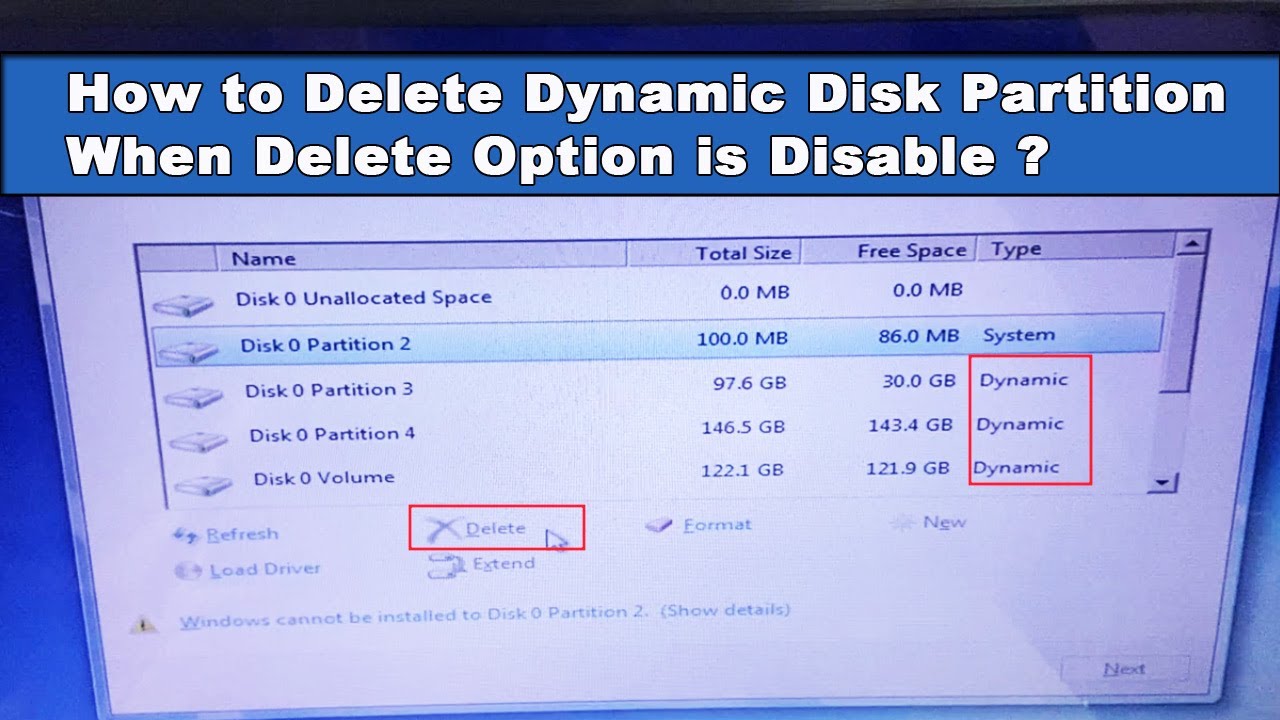 How to Delete Dynamic Disk Partition
When Delete Option is Disable ?
Name Total Size Free Space Type
Disk 0 Unallocated Space 0.0 MB 0.0 MB
Disk 0 Partition 2 100.0 MB 86.0 MB System
Disk 0 Partition 3 97.6 GB 30.0 GB Dynamic
Disk 0 Partition 4 146.5 GB 143.4 GB Dynamic
Disk 0 Volume 122.1 GB 121.9 GB Dynamic
Refresh Delete Format New
Load Driver Extend
Windows cannot be installed to Disk 0 Partition 2. (Show details)
Next